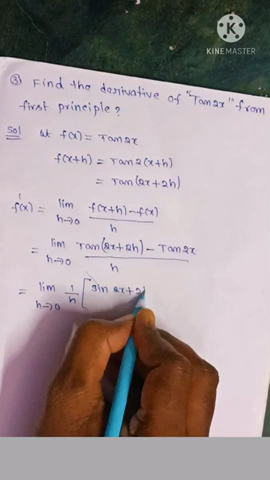 KINEMASTER
③ Find the derivative of "Tan2x" from
first principle?
Sol let f(x) = Tan2x
f(x+h) = Tan2(x+h)
= Tan(2x+2h)
f'(x) = lim h→0 f(x+h)-f(x) / h
= lim h→0 Tan(2x+2h) - Tan2x / h
= lim h→0 1/h [ Sin 2x+2